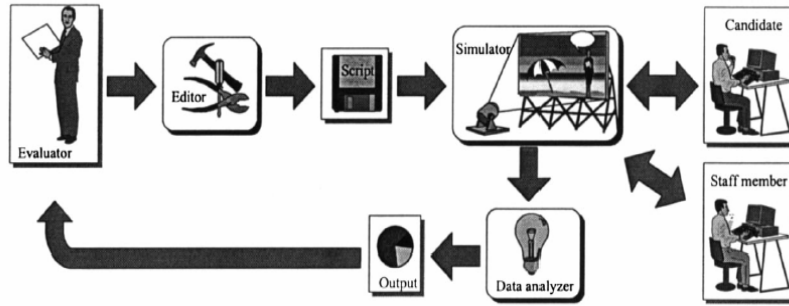 Evaluator
Editor
Script
Simulator
Candidate
Staff member
Data analyzer
Output